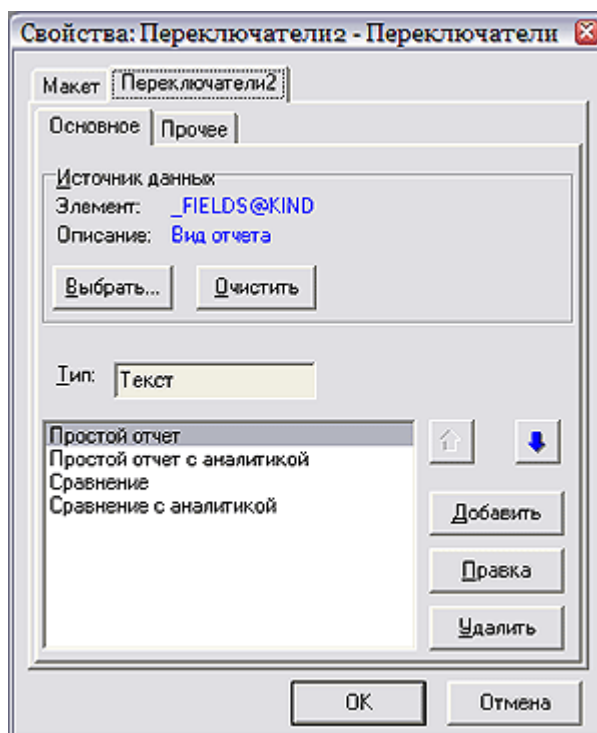 Свойства: Переключатели2 - Переключатели
Макет Переключатели2
Основное Прочее
Источник данных
Элемент: _FIELDS@KIND
Описание: Вид отчета
Выбрать... Очистить
Тип: Текст
Простой отчет
Простой отчет с аналитикой
Сравнение
Сравнение с аналитикой
Добавить
Правка
Удалить
OK Отмена